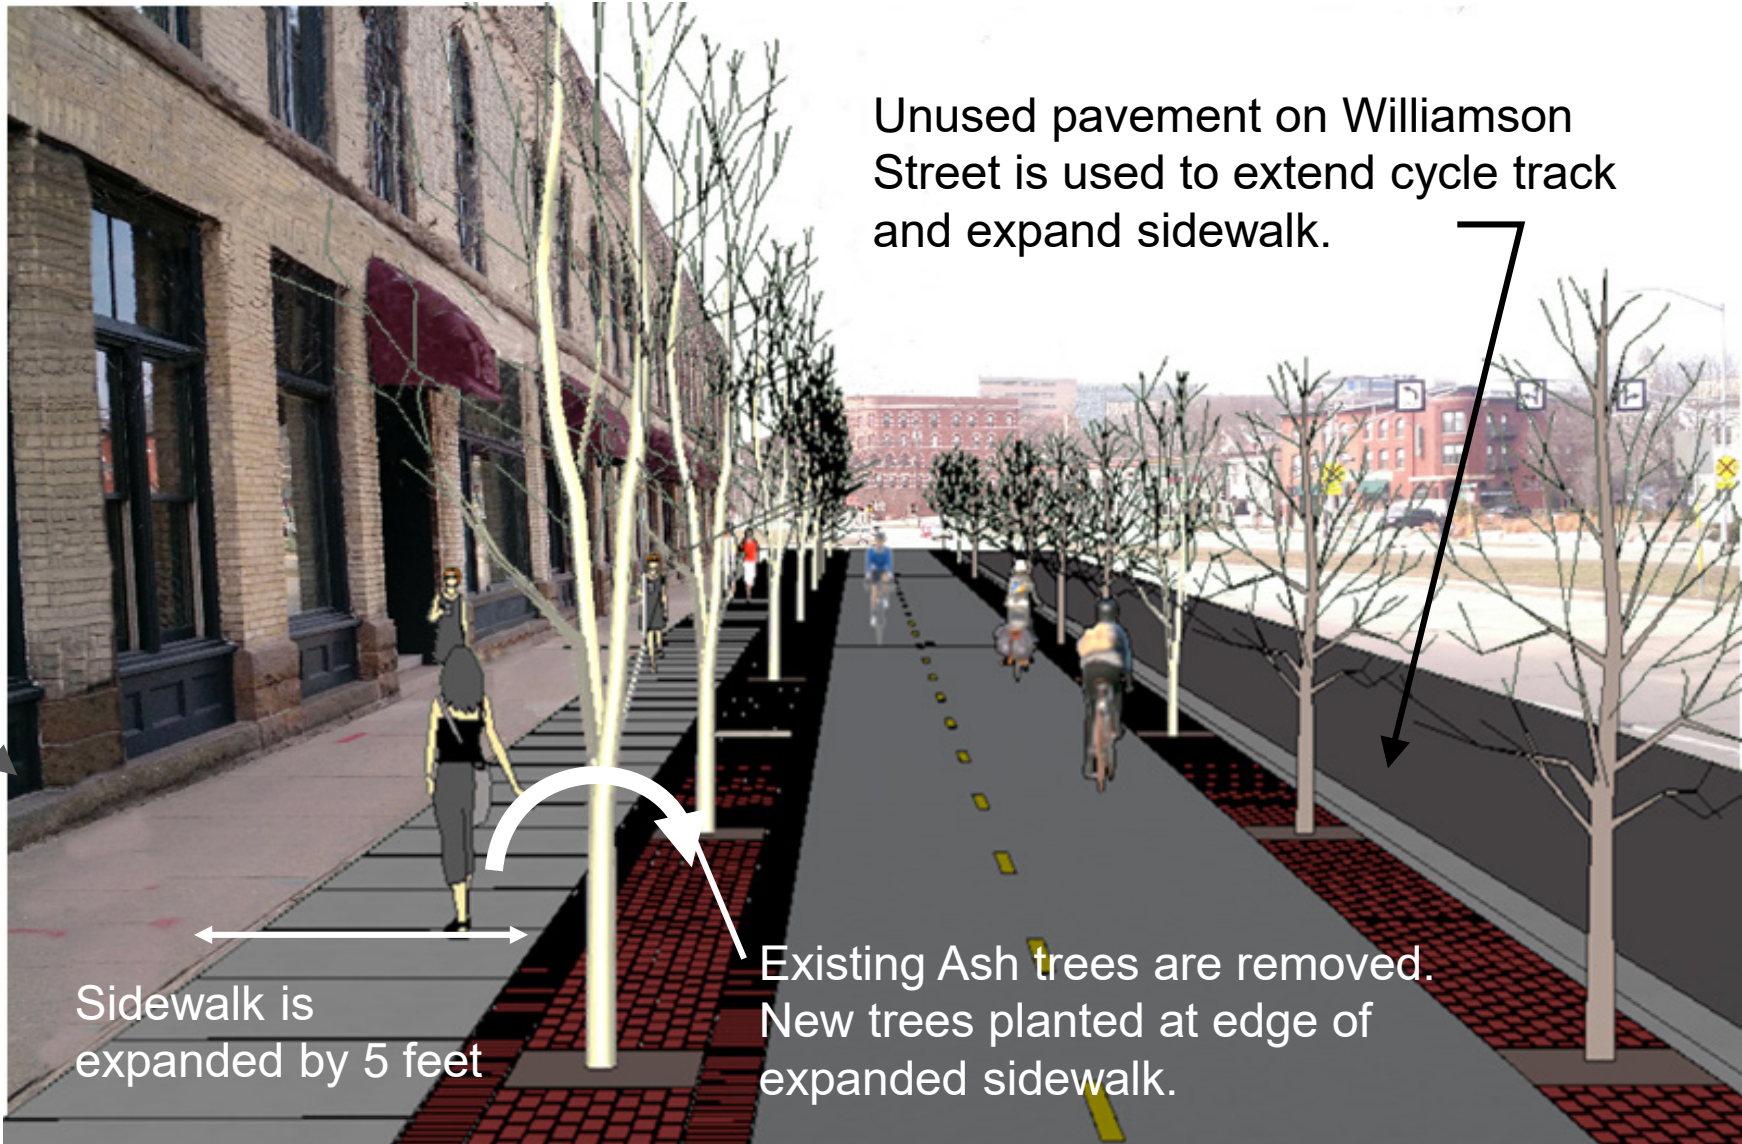 Unused pavement on Williamson
Street is used to extend cycle track
and expand sidewalk.
Sidewalk is
expanded by 5 feet
Existing Ash trees are removed.
New trees planted at edge of
expanded sidewalk.